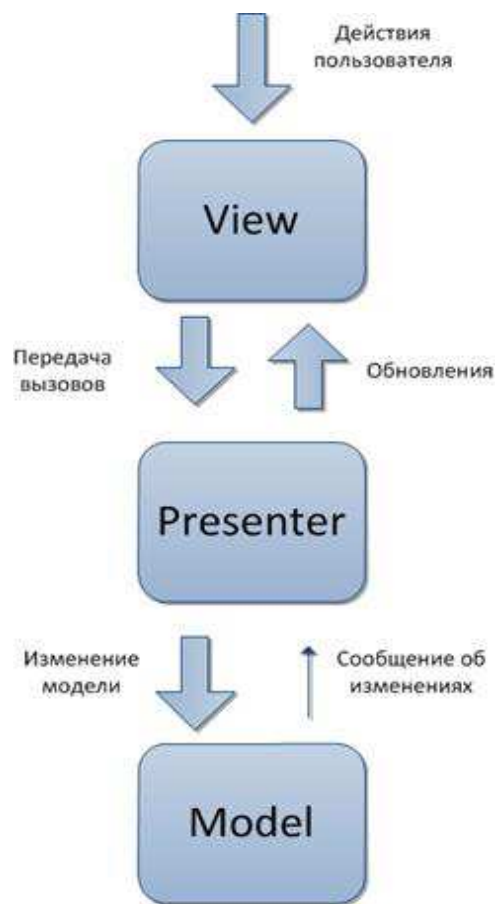 Действия
пользователя
View
Передача
вызовов
Обновления
Presenter
Изменение
модели
Сообщение об
изменениях
Model